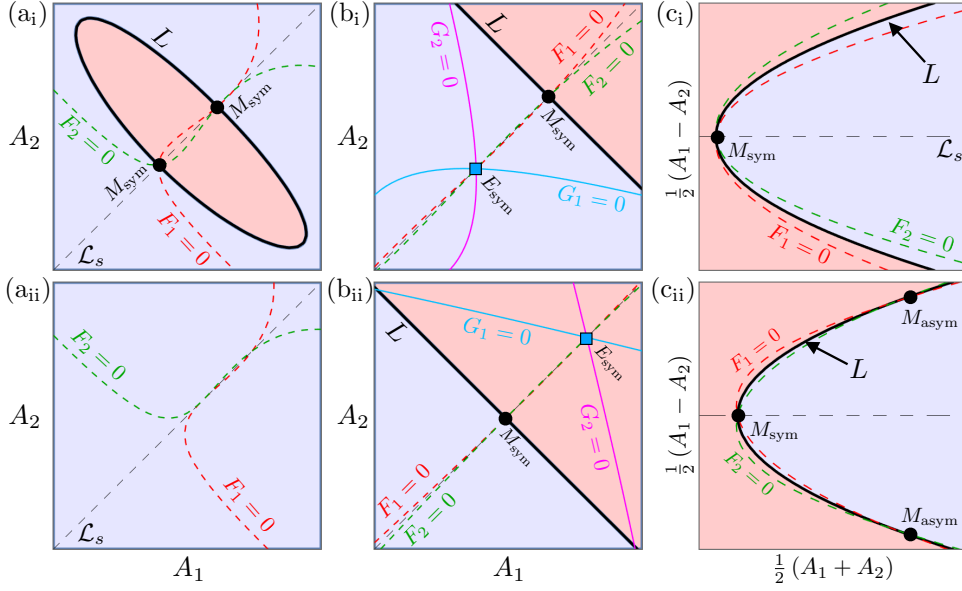 (a_i)
L
F_2 = 0
M_sym
M_sym
F_1 = 0
ℒ_s
A_2
(b_i)
L
G_2 = 0
F_1 = 0
F_2 = 0
M_sym
E_sym
G_1 = 0
A_2
(c_i)
L
M_sym
ℒ_s
F_2 = 0
F_1 = 0
½ (A_1 − A_2)
(a_ii)
F_2 = 0
F_1 = 0
ℒ_s
A_2
A_1
(b_ii)
L
G_1 = 0
E_sym
M_sym
G_2 = 0
F_1 = 0
F_2 = 0
A_2
A_1
(c_ii)
M_asym
F_1 = 0
L
M_sym
F_2 = 0
M_asym
½ (A_1 − A_2)
½ (A_1 + A_2)